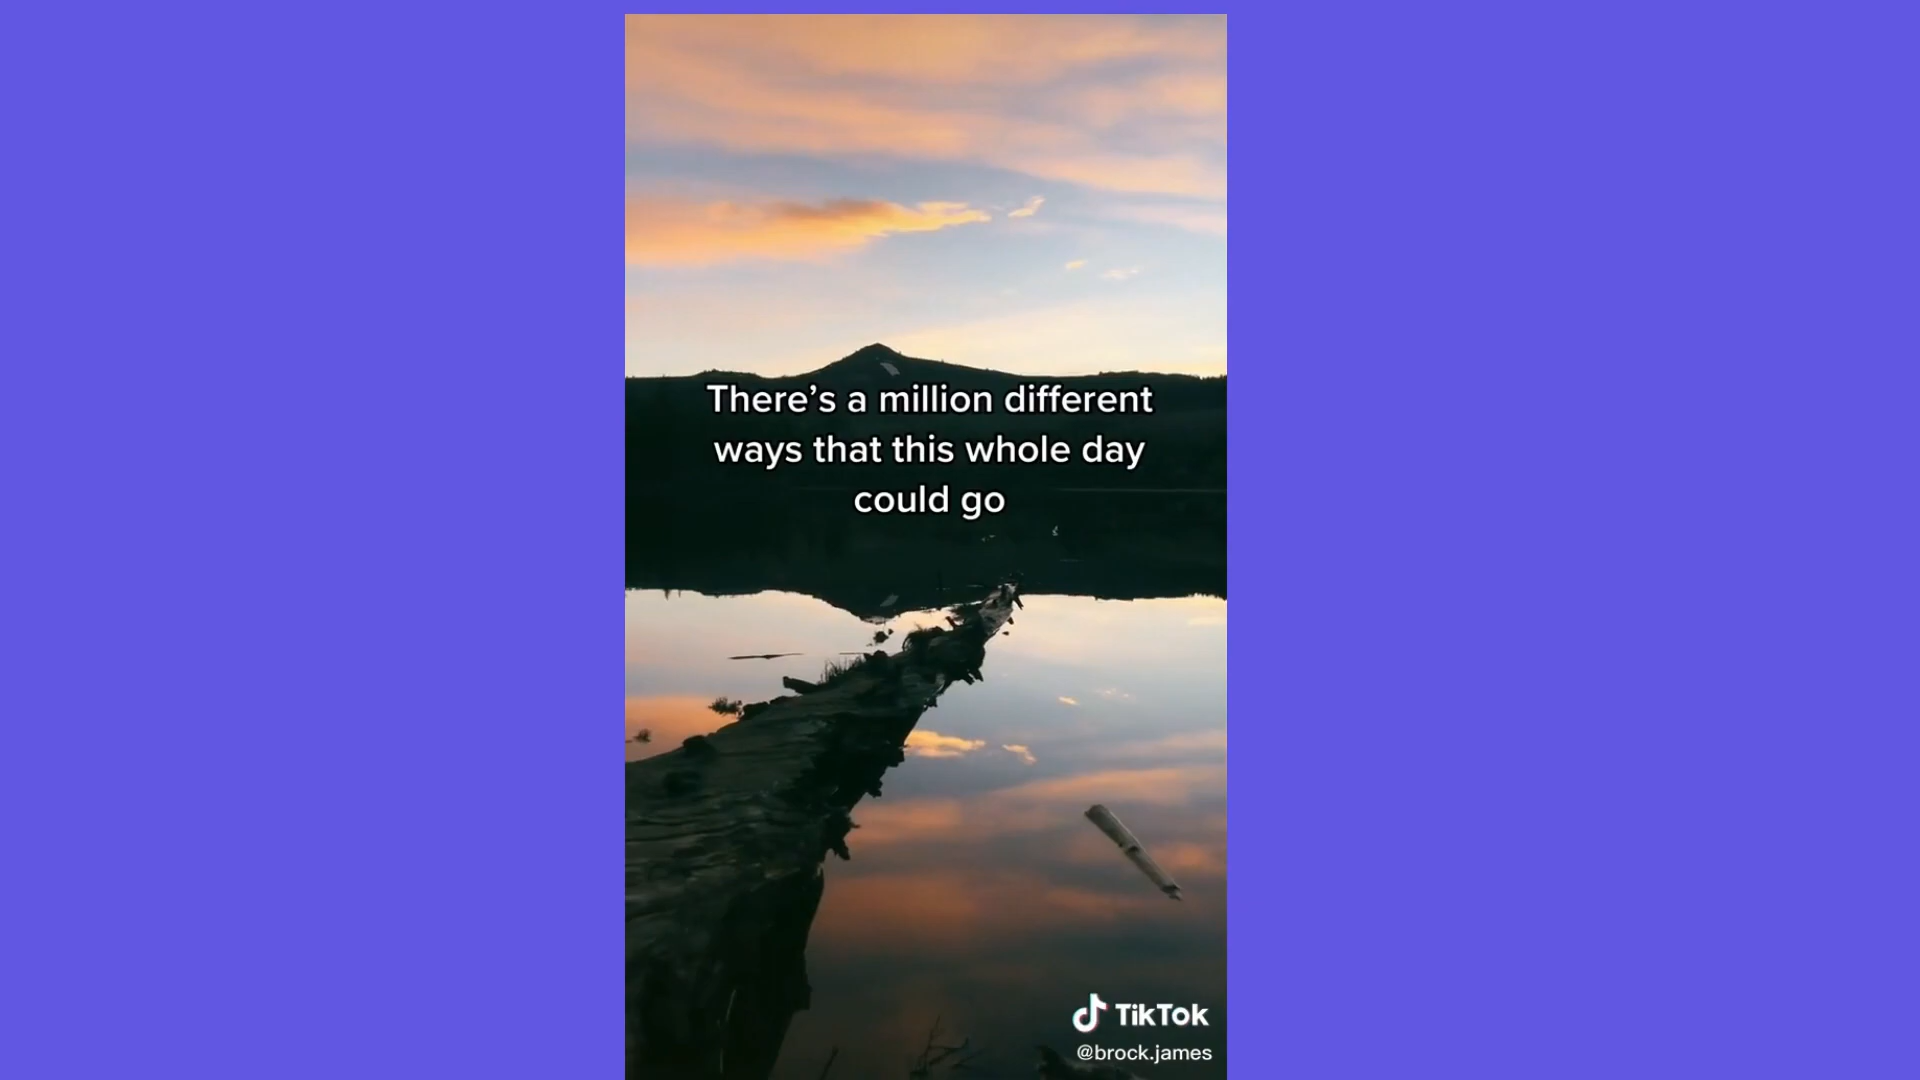 There’s a million different
ways that this whole day
could go
TikTok
@brock.james